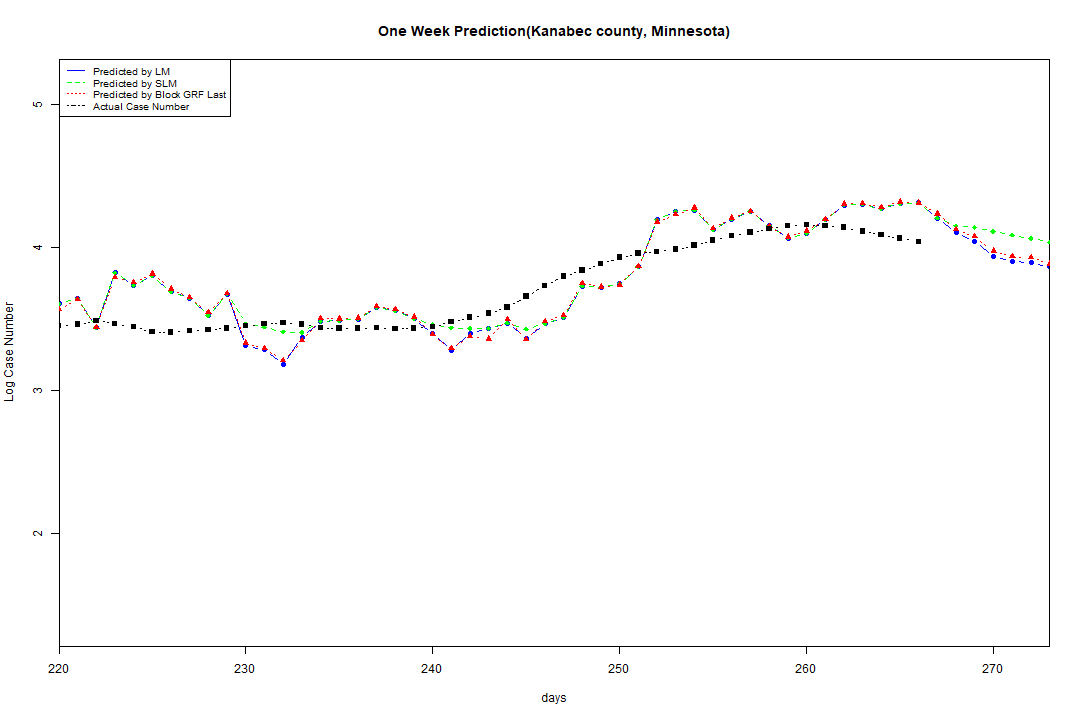 One Week Prediction(Kanabec county, Minnesota)
Predicted by LM
Predicted by SLM
Predicted by Block GRF Last
Actual Case Number
5
4
3
2
Log Case Number
220 230 240 250 260 270
days